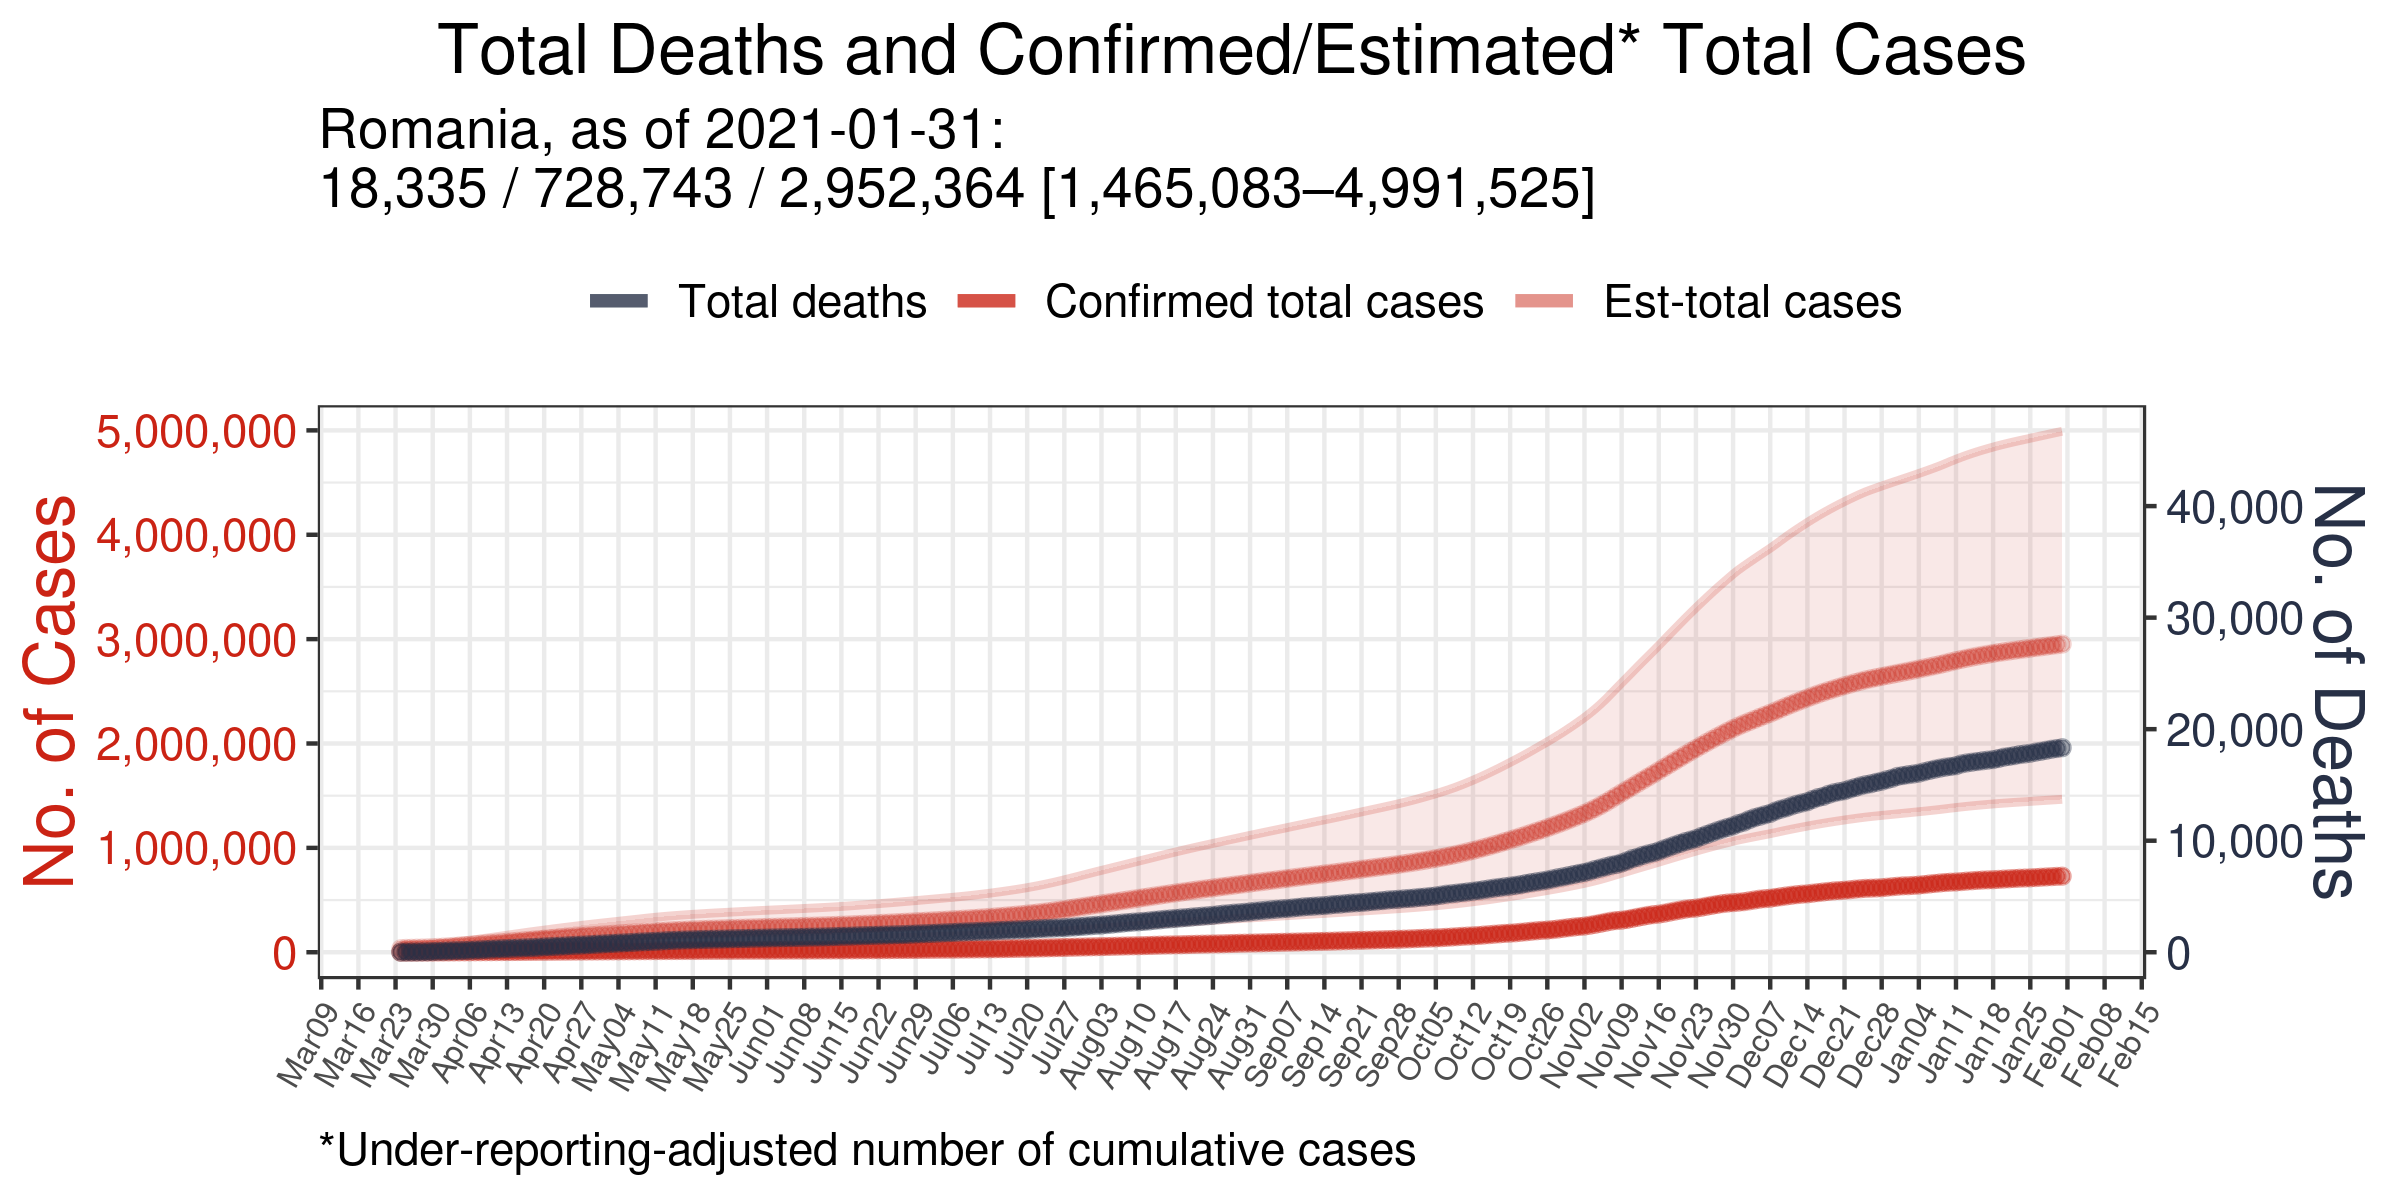 Total Deaths and Confirmed/Estimated* Total Cases
Romania, as of 2021-01-31:
18,335 / 728,743 / 2,952,364 [1,465,083–4,991,525]
Total deaths
Confirmed total cases
Est-total cases
No. of Cases
5,000,000
4,000,000
3,000,000
2,000,000
1,000,000
0
40,000
30,000
20,000
10,000
0
No. of Deaths
Mar09
Mar16
Mar23
Mar30
Apr06
Apr13
Apr20
Apr27
May04
May11
May18
May25
Jun01
Jun08
Jun15
Jun22
Jun29
Jul06
Jul13
Jul20
Jul27
Aug03
Aug10
Aug17
Aug24
Aug31
Sep07
Sep14
Sep21
Sep28
Oct05
Oct12
Oct19
Oct26
Nov02
Nov09
Nov16
Nov23
Nov30
Dec07
Dec14
Dec21
Dec28
Jan04
Jan11
Jan18
Jan25
Feb01
Feb08
Feb15
*Under-reporting-adjusted number of cumulative cases